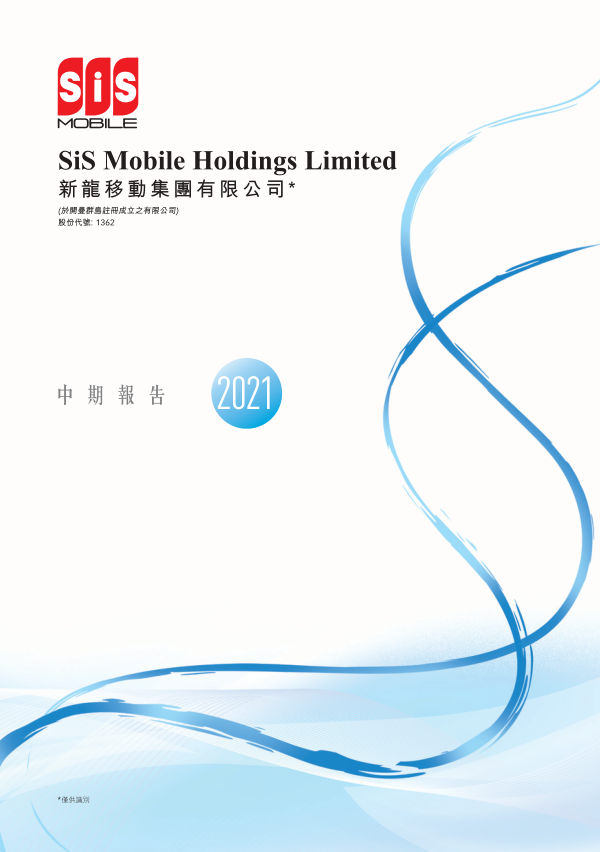 SiS
MOBILE
SiS Mobile Holdings Limited
新龍移動集團有限公司*
(於開曼群島註冊成立之有限公司)
股份代號: 1362
中期報告 2021
*僅供識別